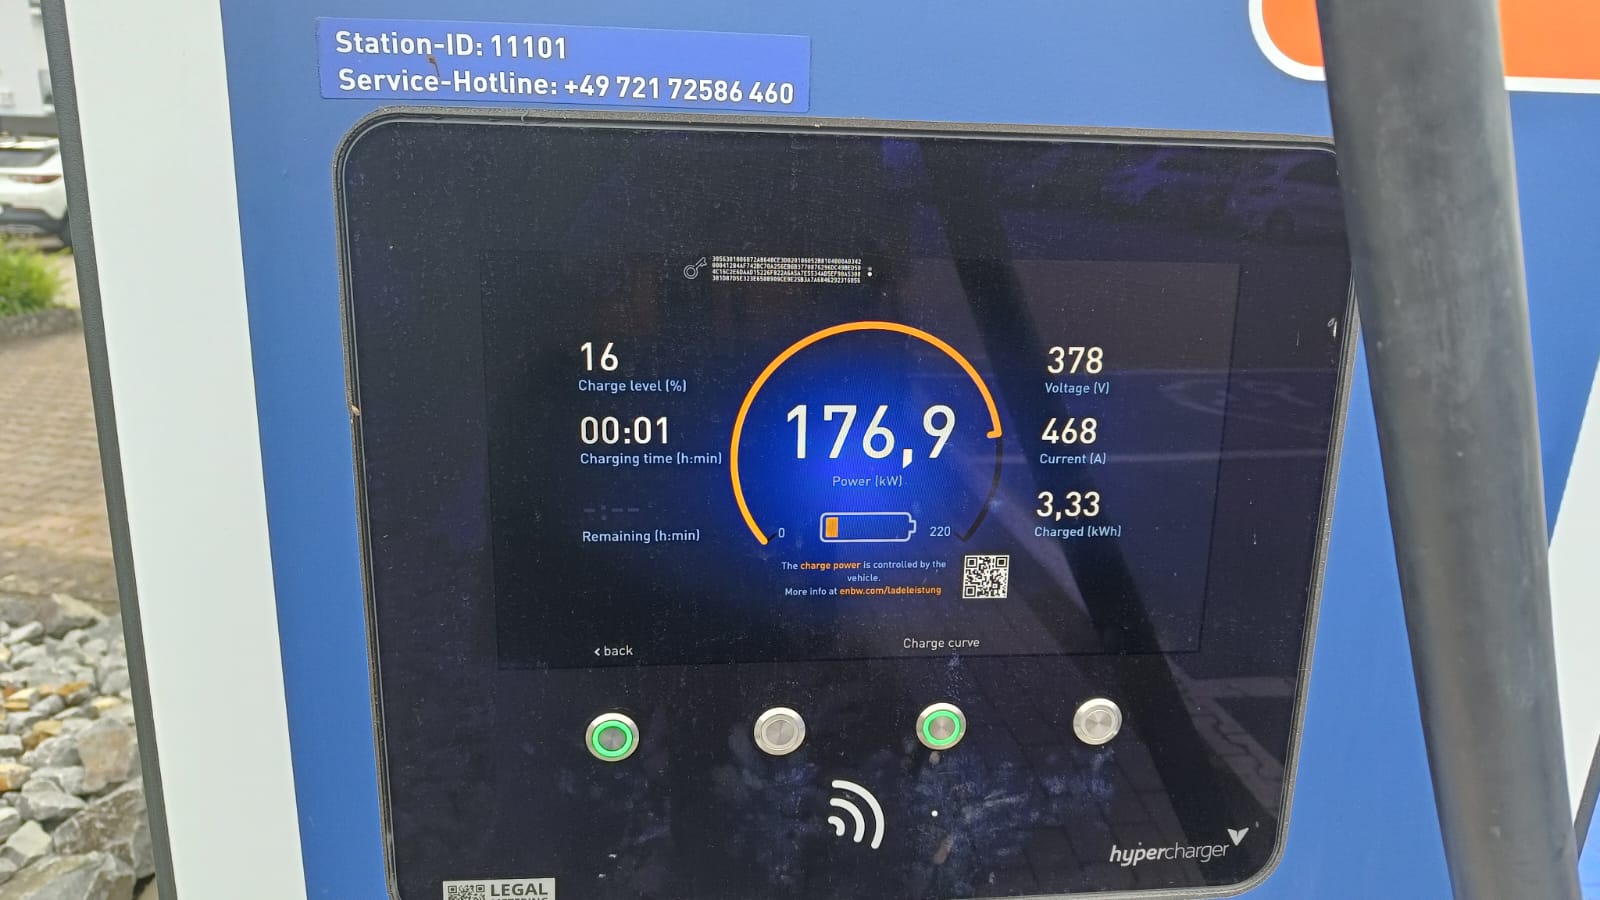 Station-ID: 11101
Service-Hotline: +49 721 72586 460
16
Charge level (%)
00:01
Charging time (h:min)
--:--
Remaining (h:min)
176,9
Power (kW)
0
220
378
Voltage (V)
468
Current (A)
3,33
Charged (kWh)
The charge power is controlled by the
vehicle.
More info at enbw.com/ladeleistung
< back
Charge curve
hypercharger
LEGAL